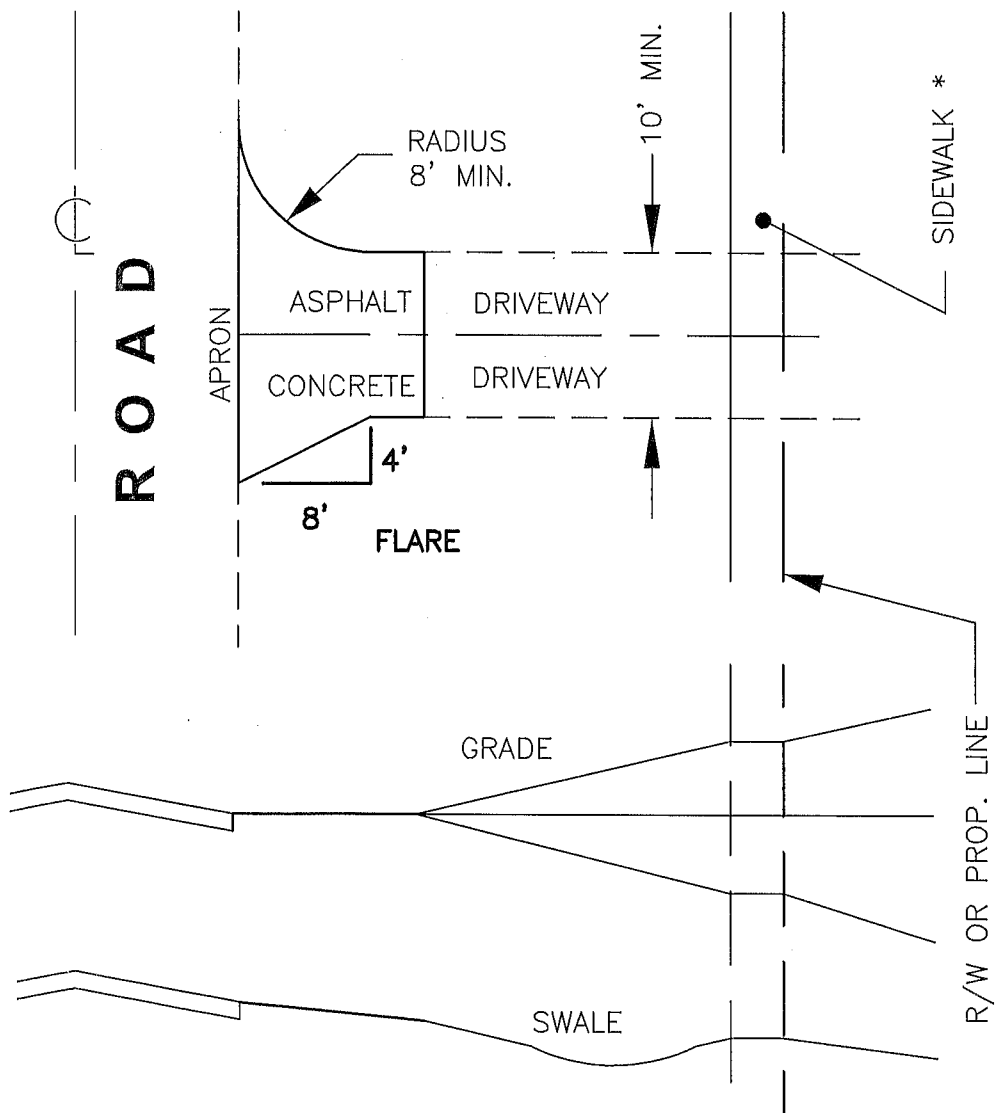 RADIUS
8' MIN.
10' MIN.
SIDEWALK *
℄
ROAD
APRON
ASPHALT
DRIVEWAY
CONCRETE
DRIVEWAY
4'
8'
FLARE
GRADE
R/W OR PROP. LINE
SWALE